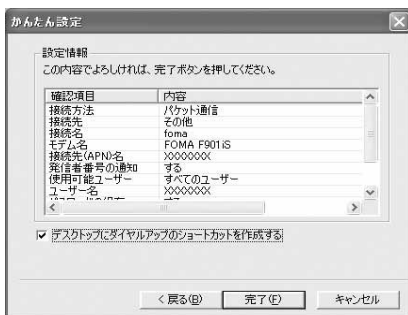 かんたん設定
設定情報
この内容でよろしければ、完了ボタンを押してください。
確認項目 内容
接続方法 パケット通信
接続先 その他
接続名 foma
モデム名 FOMA F901iS
接続先(APN)名 XXXXXXX
発信者番号の通知 する
使用可能ユーザー すべてのユーザー
ユーザー名 XXXXXXX
デスクトップにダイヤルアップのショートカットを作成する
< 戻る(B) 完了(F) キャンセル